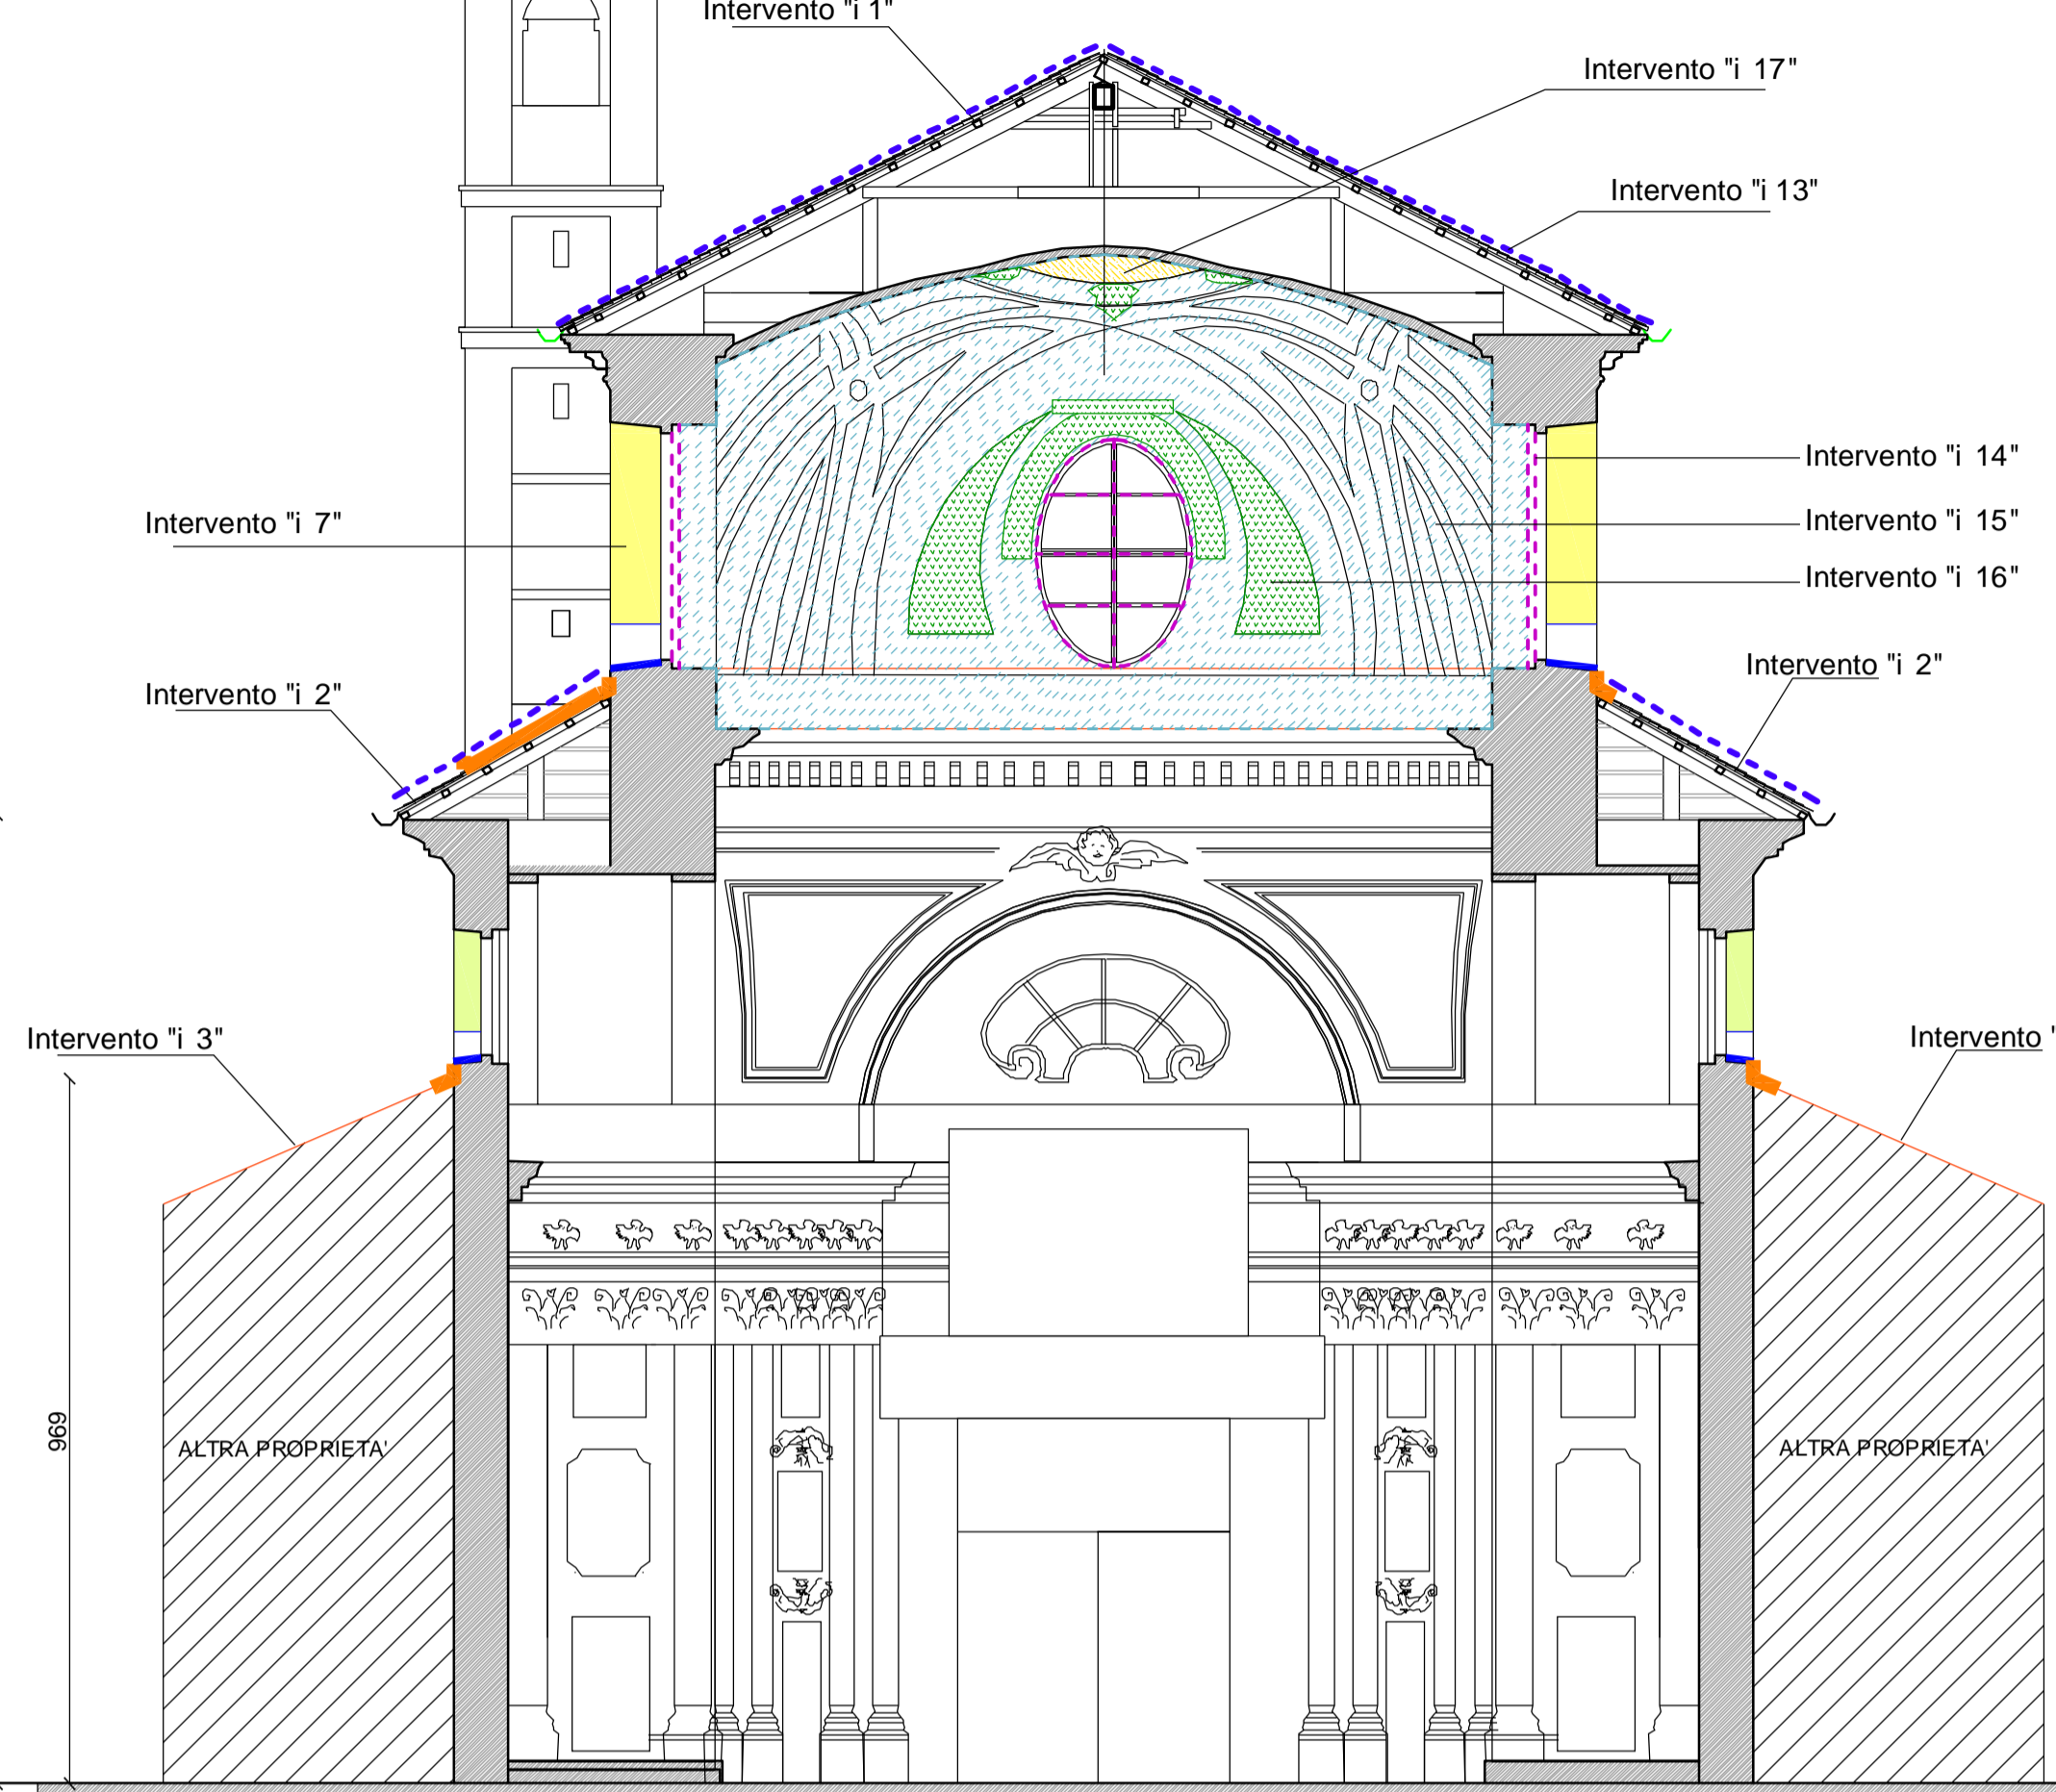 Intervento "i 1"
Intervento "i 17"
Intervento "i 13"
Intervento "i 14"
Intervento "i 7"
Intervento "i 15"
Intervento "i 16"
Intervento "i 2"
Intervento "i 2"
Intervento "i 3"
Intervento "
969
ALTRA PROPRIETA'
ALTRA PROPRIETA'